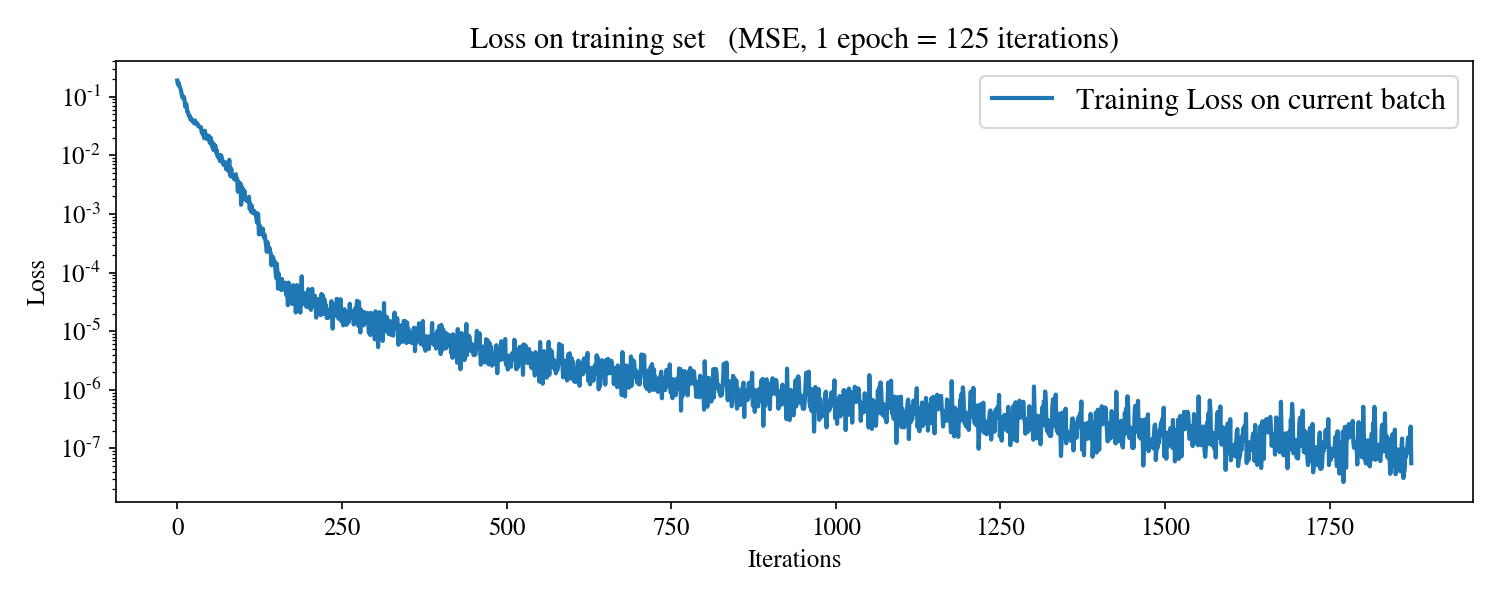 Loss on training set   (MSE, 1 epoch = 125 iterations)
Training Loss on current batch
Loss
10^-1
10^-2
10^-3
10^-4
10^-5
10^-6
10^-7
0 250 500 750 1000 1250 1500 1750
Iterations